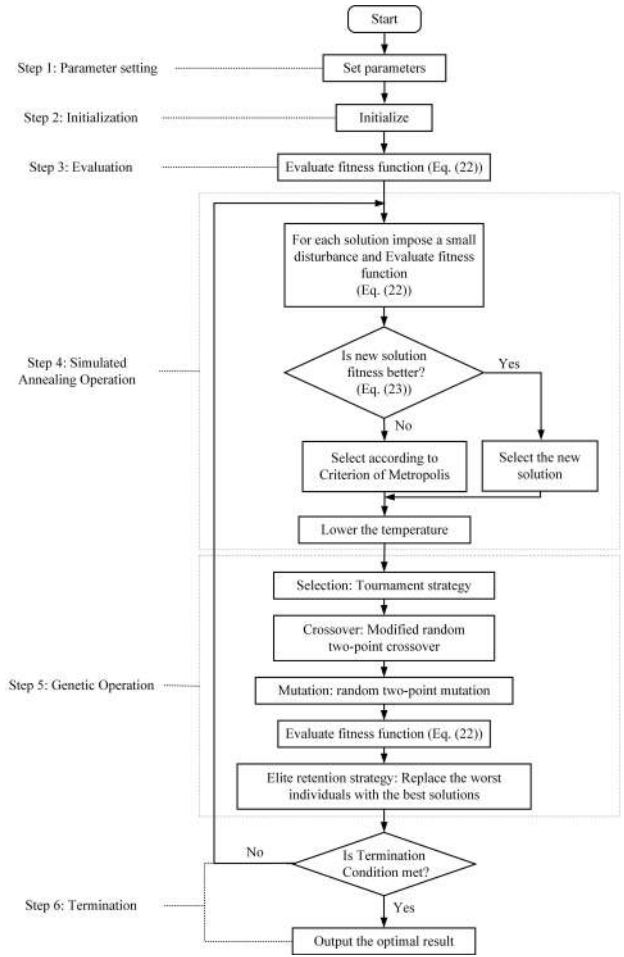 Start
Step 1: Parameter setting
Set parameters
Step 2: Initialization
Initialize
Step 3: Evaluation
Evaluate fitness function (Eq. (22))
For each solution impose a small
disturbance and Evaluate fitness
function
(Eq. (22))
Step 4: Simulated
Annealing Operation
Is new solution
fitness better?
(Eq. (23))
Yes
No
Select according to
Criterion of Metropolis
Select the new
solution
Lower the temperature
Step 5: Genetic Operation
Selection: Tournament strategy
Crossover: Modified random
two-point crossover
Mutation: random two-point mutation
Evaluate fitness function (Eq. (22))
Elite retention strategy: Replace the worst
individuals with the best solutions
No
Is Termination
Condition met?
Step 6: Termination
Yes
Output the optimal result